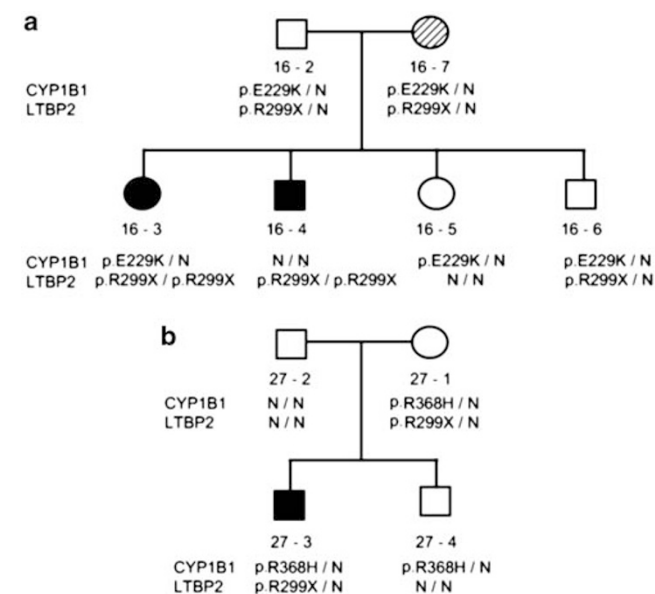 a
16 - 2 16 - 7
CYP1B1 p.E229K / N p.E229K / N
LTBP2 p.R299X / N p.R299X / N
16 - 3 16 - 4 16 - 5 16 - 6
CYP1B1 p.E229K / N N / N p.E229K / N p.E229K / N
LTBP2 p.R299X / p.R299X p.R299X / p.R299X N / N p.R299X / N
b
27 - 2 27 - 1
CYP1B1 N / N p.R368H / N
LTBP2 N / N p.R299X / N
27 - 3 27 - 4
CYP1B1 p.R368H / N p.R368H / N
LTBP2 p.R299X / N N / N